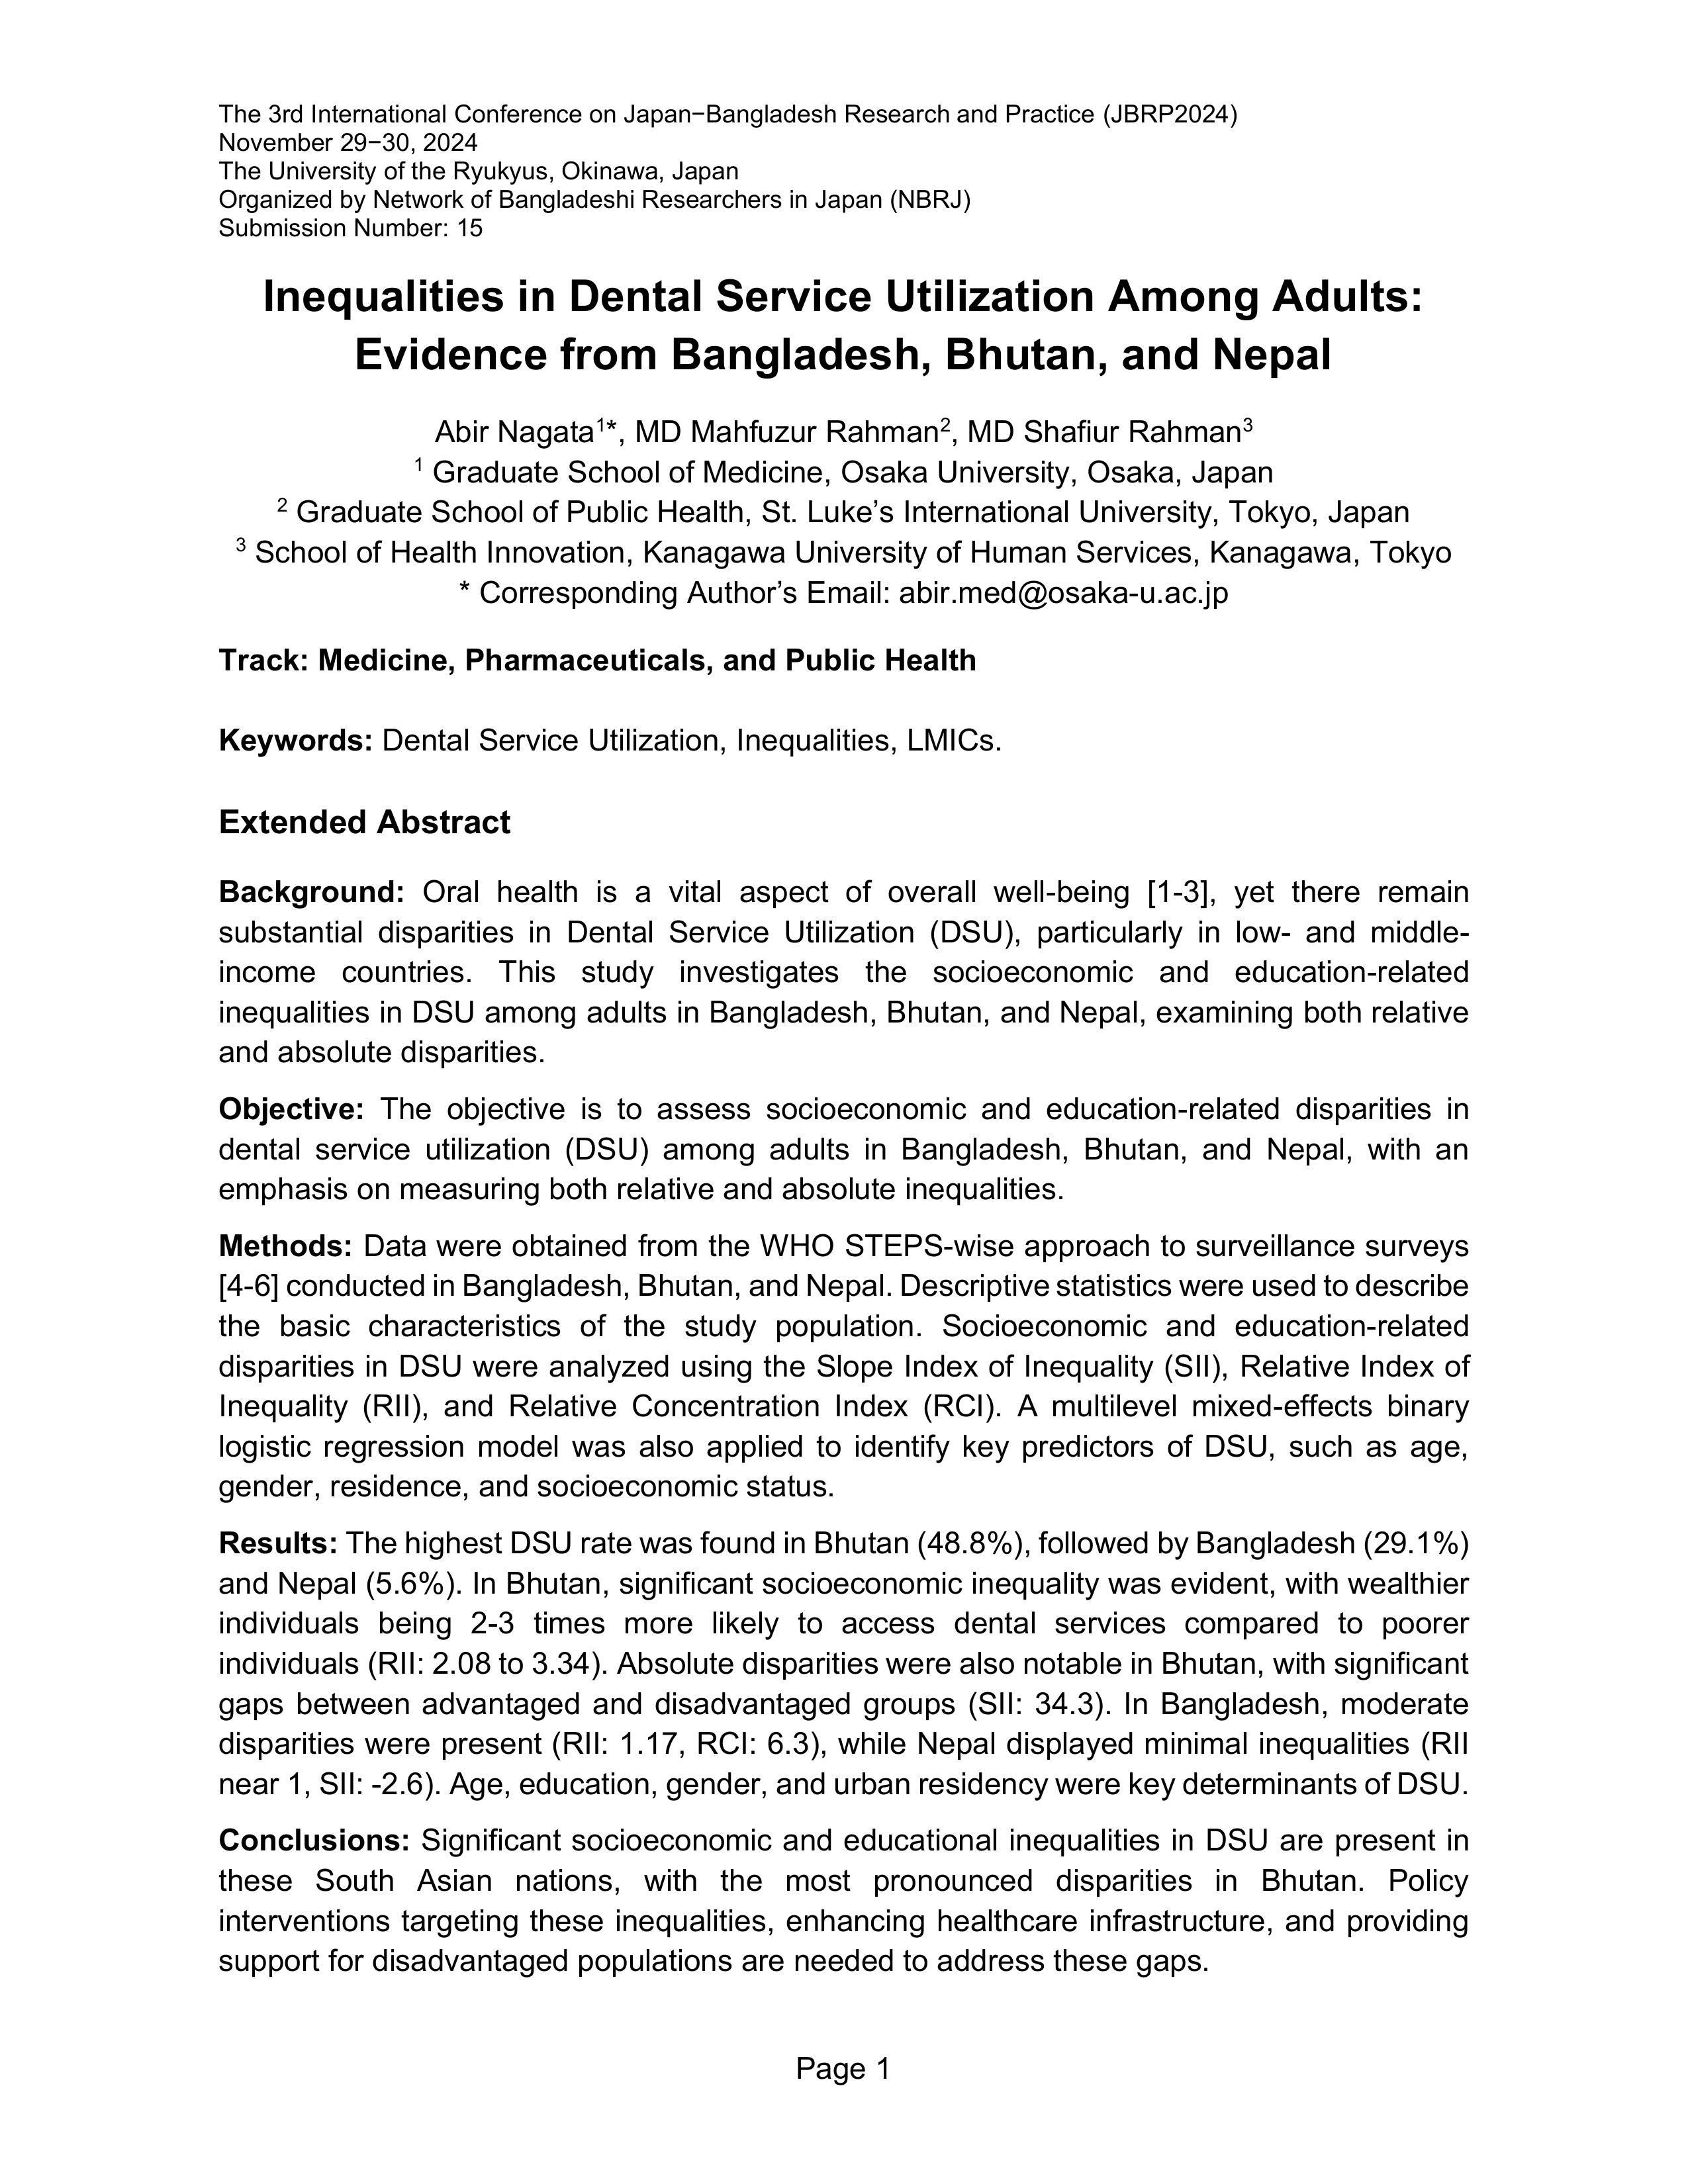 The 3rd International Conference on Japan−Bangladesh Research and Practice (JBRP2024)
November 29−30, 2024
The University of the Ryukyus, Okinawa, Japan
Organized by Network of Bangladeshi Researchers in Japan (NBRJ)
Submission Number: 15
Inequalities in Dental Service Utilization Among Adults:
Evidence from Bangladesh, Bhutan, and Nepal
Abir Nagata1*, MD Mahfuzur Rahman2, MD Shafiur Rahman3
1 Graduate School of Medicine, Osaka University, Osaka, Japan
2 Graduate School of Public Health, St. Luke’s International University, Tokyo, Japan
3 School of Health Innovation, Kanagawa University of Human Services, Kanagawa, Tokyo
* Corresponding Author’s Email: abir.med@osaka-u.ac.jp
Track: Medicine, Pharmaceuticals, and Public Health
Keywords: Dental Service Utilization, Inequalities, LMICs.
Extended Abstract
Background: Oral health is a vital aspect of overall well-being [1-3], yet there remain
substantial disparities in Dental Service Utilization (DSU), particularly in low- and middle-
income countries. This study investigates the socioeconomic and education-related
inequalities in DSU among adults in Bangladesh, Bhutan, and Nepal, examining both relative
and absolute disparities.
Objective: The objective is to assess socioeconomic and education-related disparities in
dental service utilization (DSU) among adults in Bangladesh, Bhutan, and Nepal, with an
emphasis on measuring both relative and absolute inequalities.
Methods: Data were obtained from the WHO STEPS-wise approach to surveillance surveys
[4-6] conducted in Bangladesh, Bhutan, and Nepal. Descriptive statistics were used to describe
the basic characteristics of the study population. Socioeconomic and education-related
disparities in DSU were analyzed using the Slope Index of Inequality (SII), Relative Index of
Inequality (RII), and Relative Concentration Index (RCI). A multilevel mixed-effects binary
logistic regression model was also applied to identify key predictors of DSU, such as age,
gender, residence, and socioeconomic status.
Results: The highest DSU rate was found in Bhutan (48.8%), followed by Bangladesh (29.1%)
and Nepal (5.6%). In Bhutan, significant socioeconomic inequality was evident, with wealthier
individuals being 2-3 times more likely to access dental services compared to poorer
individuals (RII: 2.08 to 3.34). Absolute disparities were also notable in Bhutan, with significant
gaps between advantaged and disadvantaged groups (SII: 34.3). In Bangladesh, moderate
disparities were present (RII: 1.17, RCI: 6.3), while Nepal displayed minimal inequalities (RII
near 1, SII: -2.6). Age, education, gender, and urban residency were key determinants of DSU.
Conclusions: Significant socioeconomic and educational inequalities in DSU are present in
these South Asian nations, with the most pronounced disparities in Bhutan. Policy
interventions targeting these inequalities, enhancing healthcare infrastructure, and providing
support for disadvantaged populations are needed to address these gaps.
Page 1